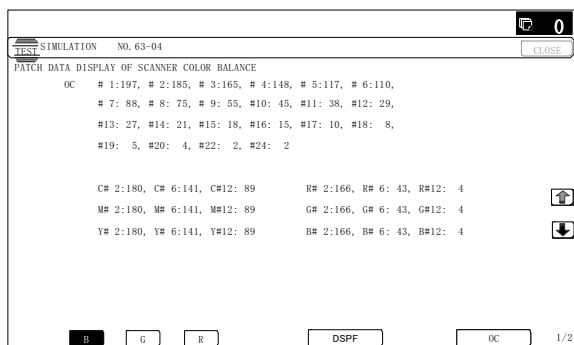 0
TEST SIMULATION NO. 63-04 CLOSE
PATCH DATA DISPLAY OF SCANNER COLOR BALANCE
OC # 1:197, # 2:185, # 3:165, # 4:148, # 5:117, # 6:110,
# 7: 88, # 8: 75, # 9: 55, #10: 45, #11: 38, #12: 29,
#13: 27, #14: 21, #15: 18, #16: 15, #17: 10, #18: 8,
#19: 5, #20: 4, #22: 2, #24: 2
C# 2:180, C# 6:141, C#12: 89 R# 2:166, R# 6: 43, R#12: 4
M# 2:180, M# 6:141, M#12: 89 G# 2:166, G# 6: 43, G#12: 4
Y# 2:180, Y# 6:141, Y#12: 89 B# 2:166, B# 6: 43, B#12: 4
B G R DSPF OC 1/2